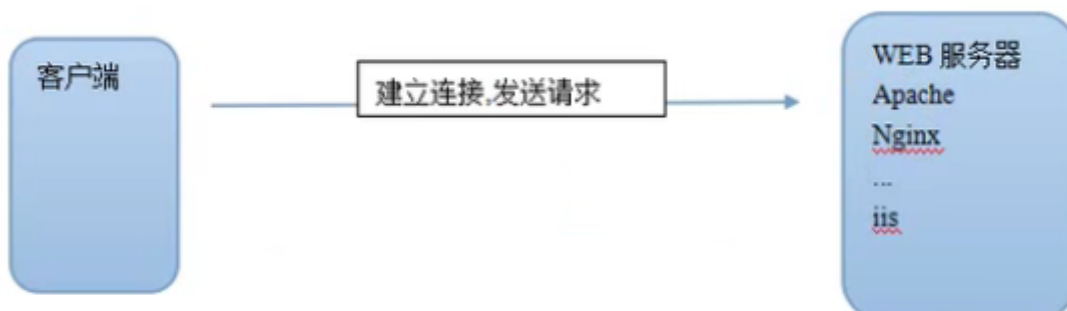 客户端
建立连接,发送请求
WEB 服务器
Apache
Nginx
...
iis